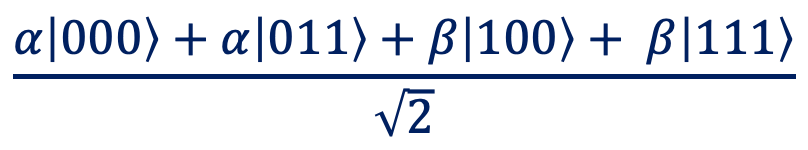 α|000⟩ + α|011⟩ + β|100⟩ + β|111⟩
√2